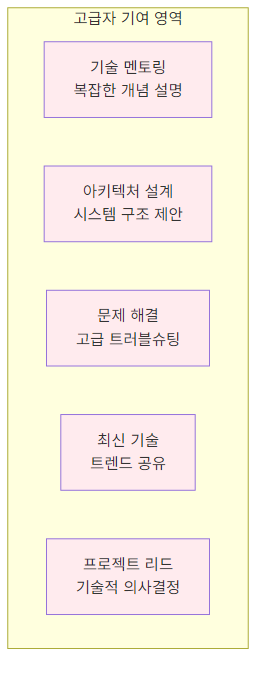 고급자 기여 영역
기술 멘토링
복잡한 개념 설명
아키텍처 설계
시스템 구조 제안
문제 해결
고급 트러블슈팅
최신 기술
트렌드 공유
프로젝트 리드
기술적 의사결정